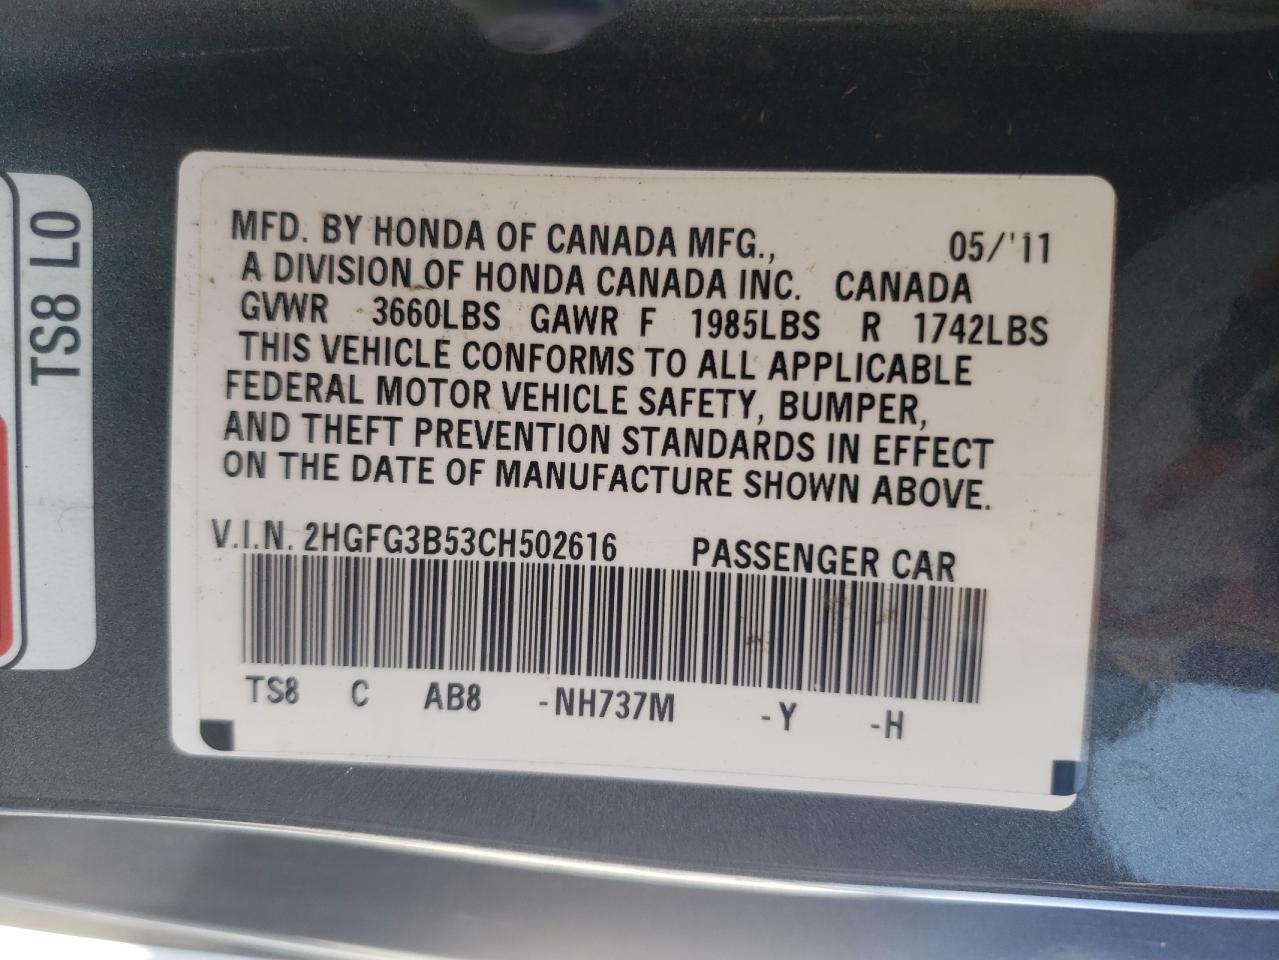 TS8 L0
MFD. BY HONDA OF CANADA MFG., 05/'11
A DIVISION OF HONDA CANADA INC. CANADA
GVWR 3660LBS GAWR F 1985LBS R 1742LBS
THIS VEHICLE CONFORMS TO ALL APPLICABLE
FEDERAL MOTOR VEHICLE SAFETY, BUMPER,
AND THEFT PREVENTION STANDARDS IN EFFECT
ON THE DATE OF MANUFACTURE SHOWN ABOVE.
V.I.N. 2HGFG3B53CH502616 PASSENGER CAR
TS8 C AB8 -NH737M -Y -H